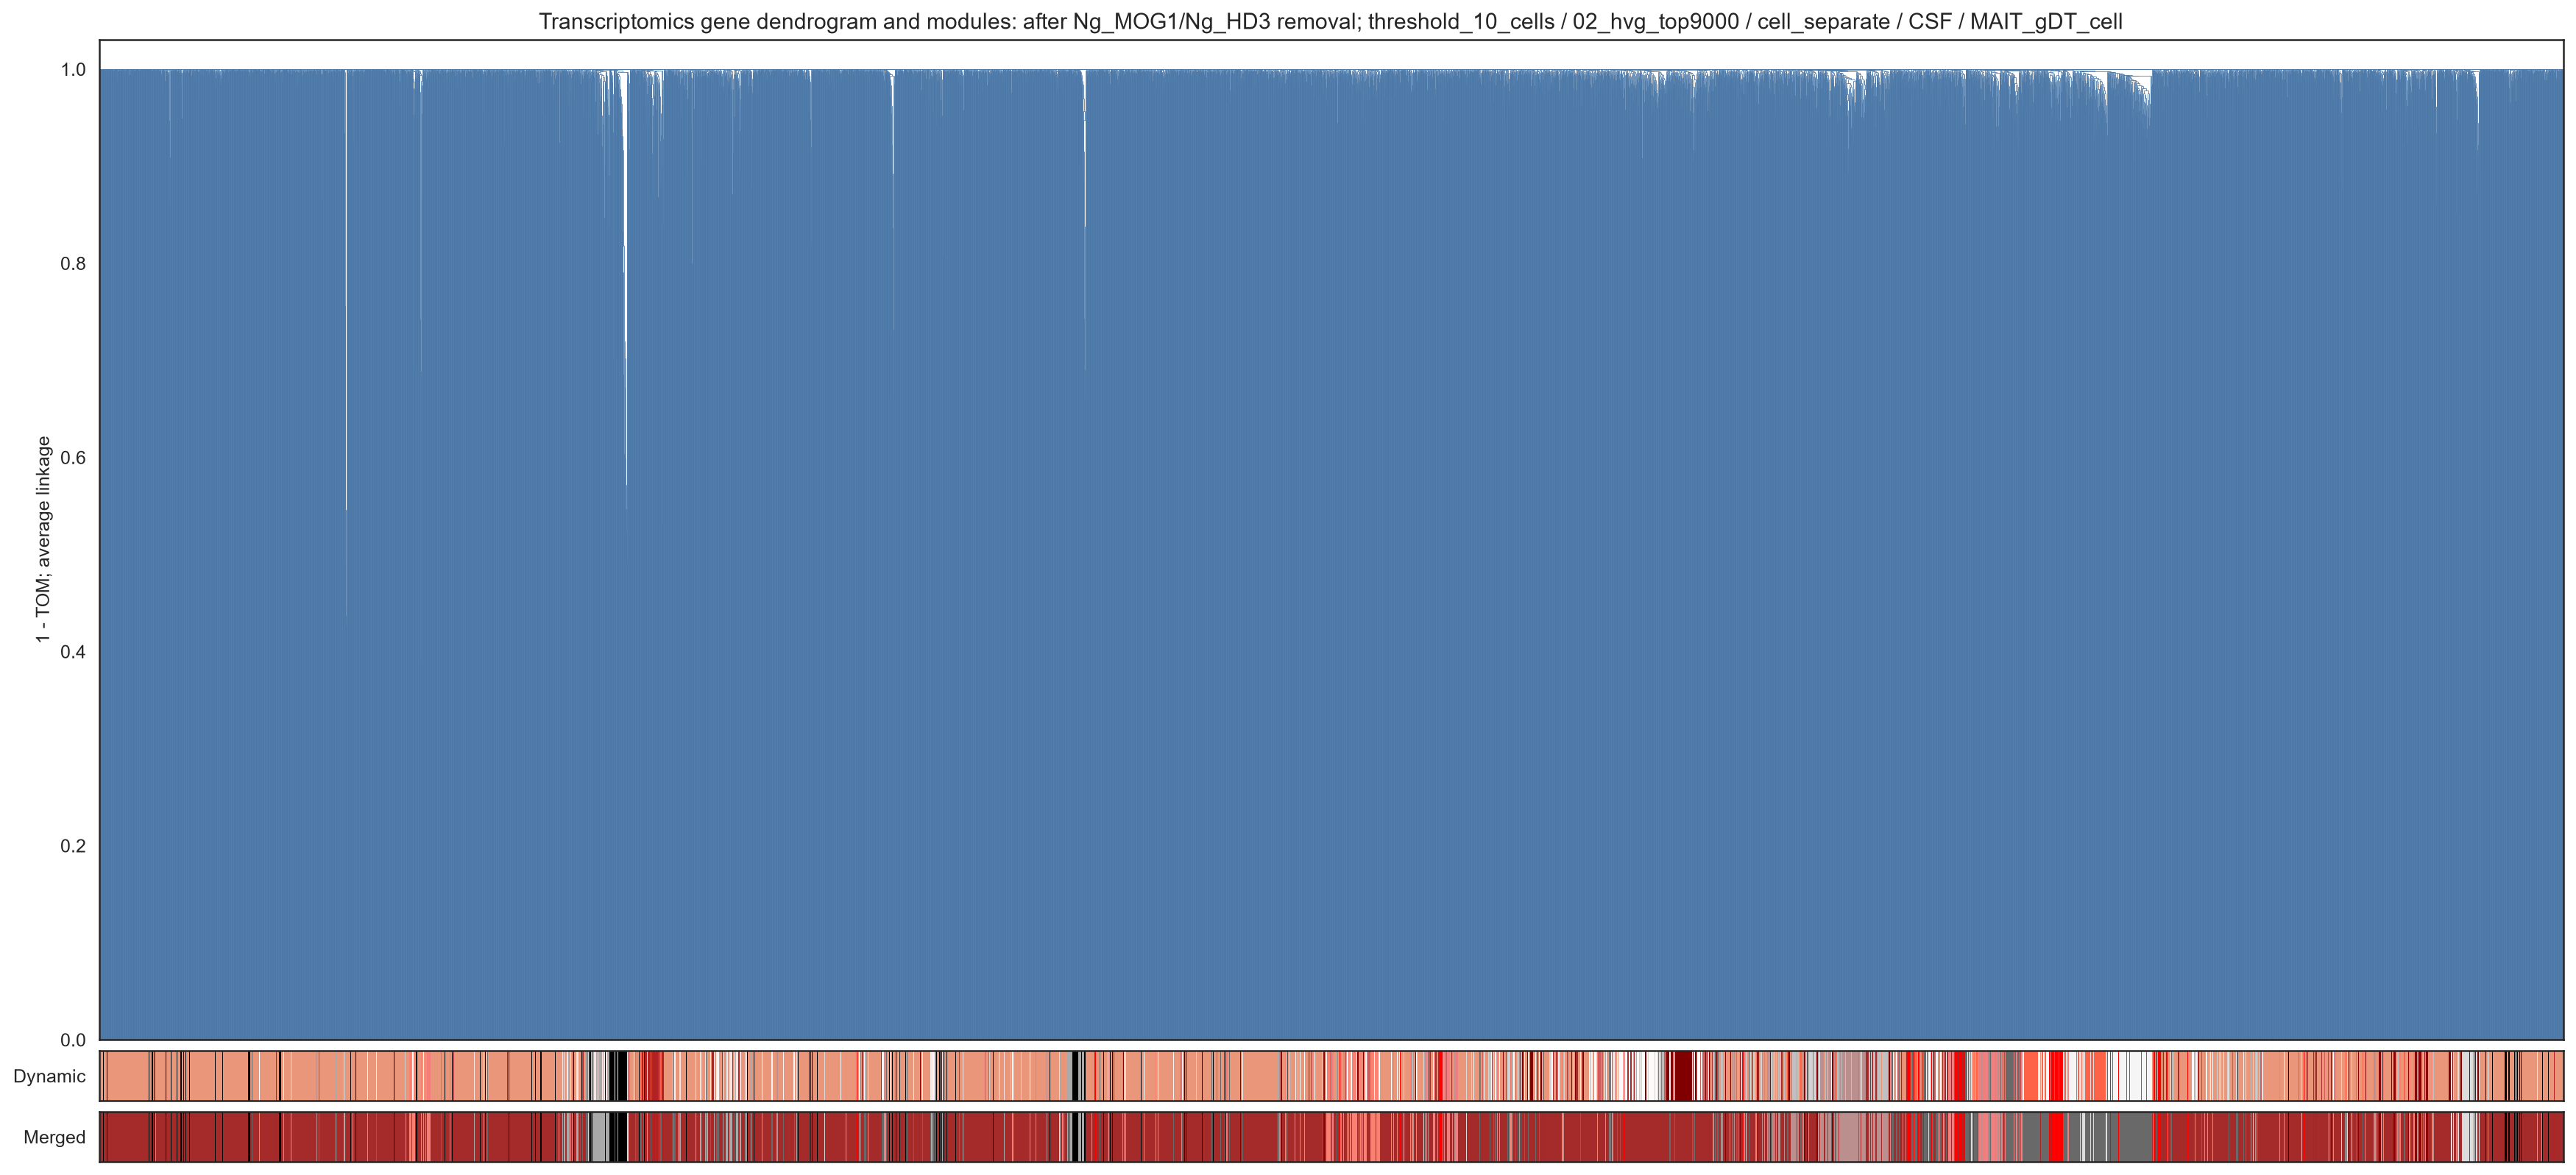 Transcriptomics gene dendrogram and modules: after Ng_MOG1/Ng_HD3 removal; threshold_10_cells / 02_hvg_top9000 / cell_separate / CSF / MAIT_gDT_cell
1 - TOM; average linkage
1.0
0.8
0.6
0.4
0.2
0.0
Dynamic
Merged